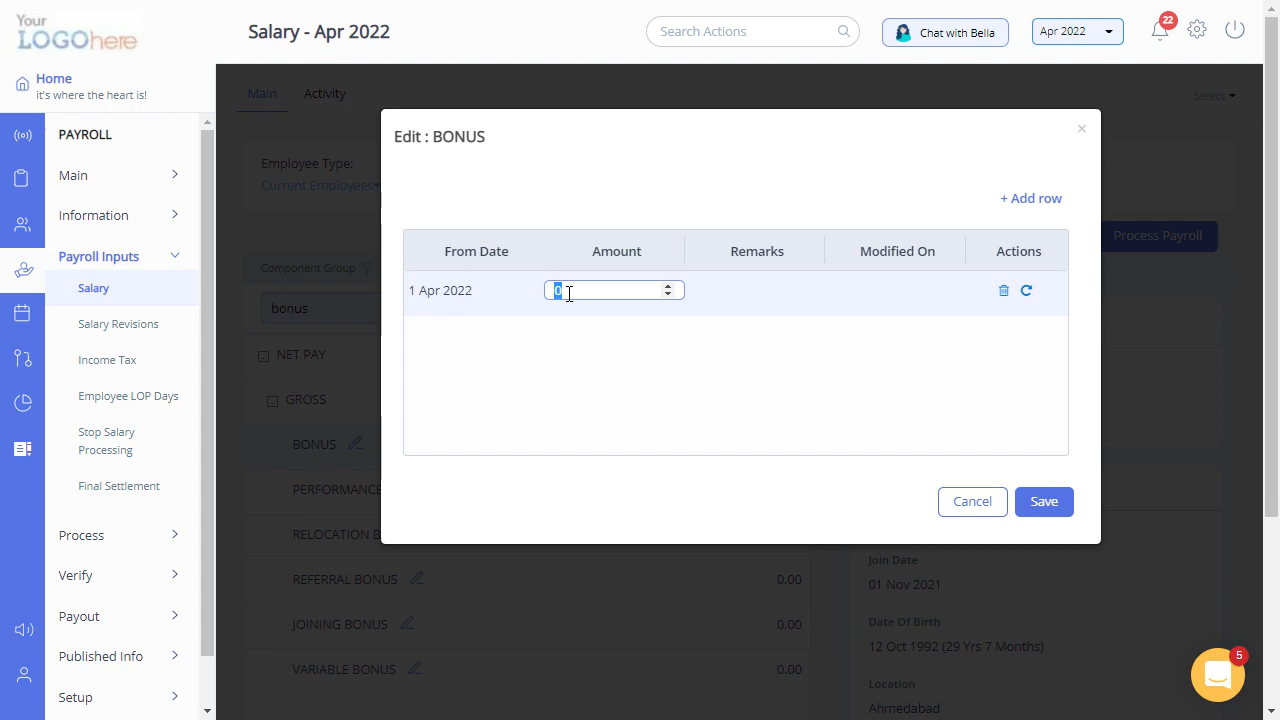 Your
LOGOhere
Salary - Apr 2022
Search Actions
Chat with Bella
Apr 2022
22
Home
it's where the heart is!
PAYROLL
Main
Information
Payroll Inputs
Salary
Salary Revisions
Income Tax
Employee LOP Days
Stop Salary
Processing
Final Settlement
Process
Verify
Payout
Published Info
Setup
Main
Activity
Select
Employee Type:
Current Employees
Process Payroll
Component Group
bonus
NET PAY
GROSS
BONUS
PERFORMANCE
RELOCATION B
REFERRAL BONUS
0.00
JOINING BONUS
0.00
VARIABLE BONUS
0.00
Edit : BONUS
×
+ Add row
From Date
Amount
Remarks
Modified On
Actions
1 Apr 2022
0
Cancel
Save
Join Date
01 Nov 2021
Date Of Birth
12 Oct 1992 (29 Yrs 7 Months)
Location
Ahmedabad
5